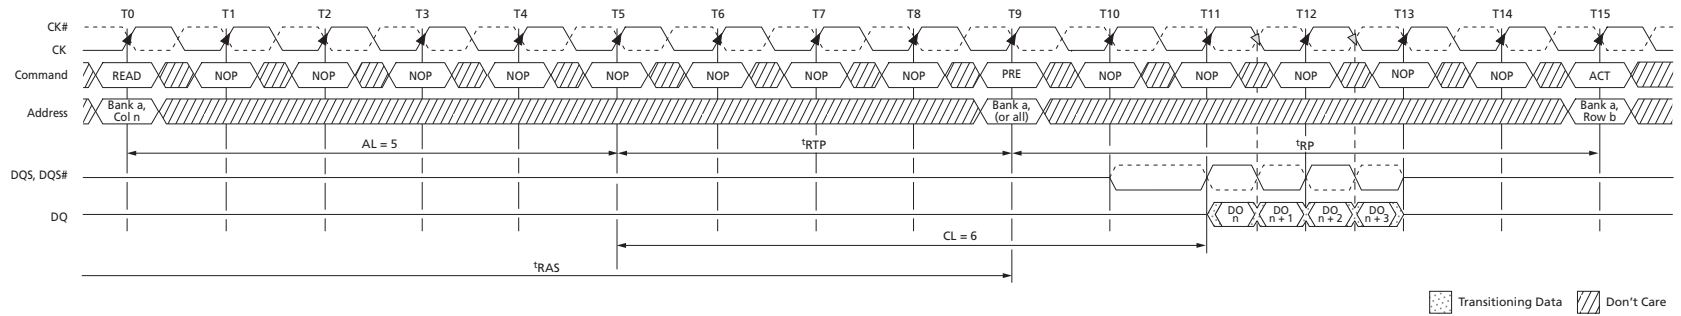 T0 T1 T2 T3 T4 T5 T6 T7 T8 T9 T10 T11 T12 T13 T14 T15
CK#
CK
Command READ NOP NOP NOP NOP NOP NOP NOP NOP PRE NOP NOP NOP NOP NOP ACT
Address Bank a, Col n Bank a, (or all) Bank a, Row b
AL = 5 tRTP tRP
DQS, DQS#
DQ DO n DO n + 1 DO n + 2 DO n + 3
CL = 6
tRAS
Transitioning Data Don't Care